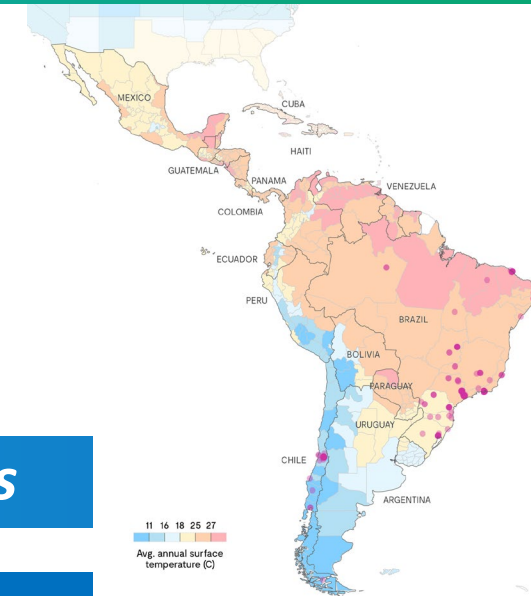 MEXICO
CUBA
HAITI
GUATEMALA
PANAMA
VENEZUELA
COLOMBIA
ECUADOR
PERU
BRAZIL
BOLIVIA
PARAGUAY
URUGUAY
CHILE
ARGENTINA
s
11 16 18 25 27
Avg. annual surface
temperature (C)